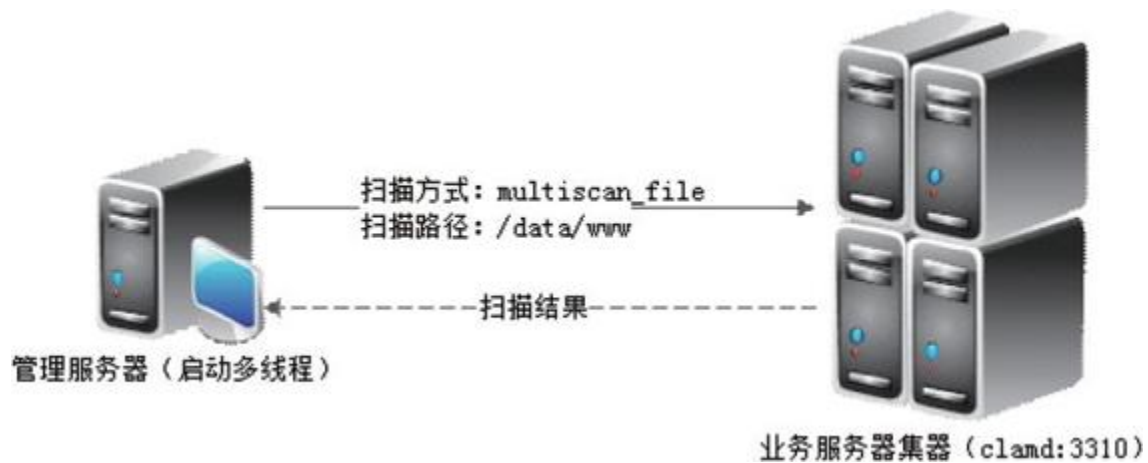 扫描方式：multiscan_file
扫描路径：/data/www
扫描结果
管理服务器（启动多线程）
业务服务器集器（clamd:3310）